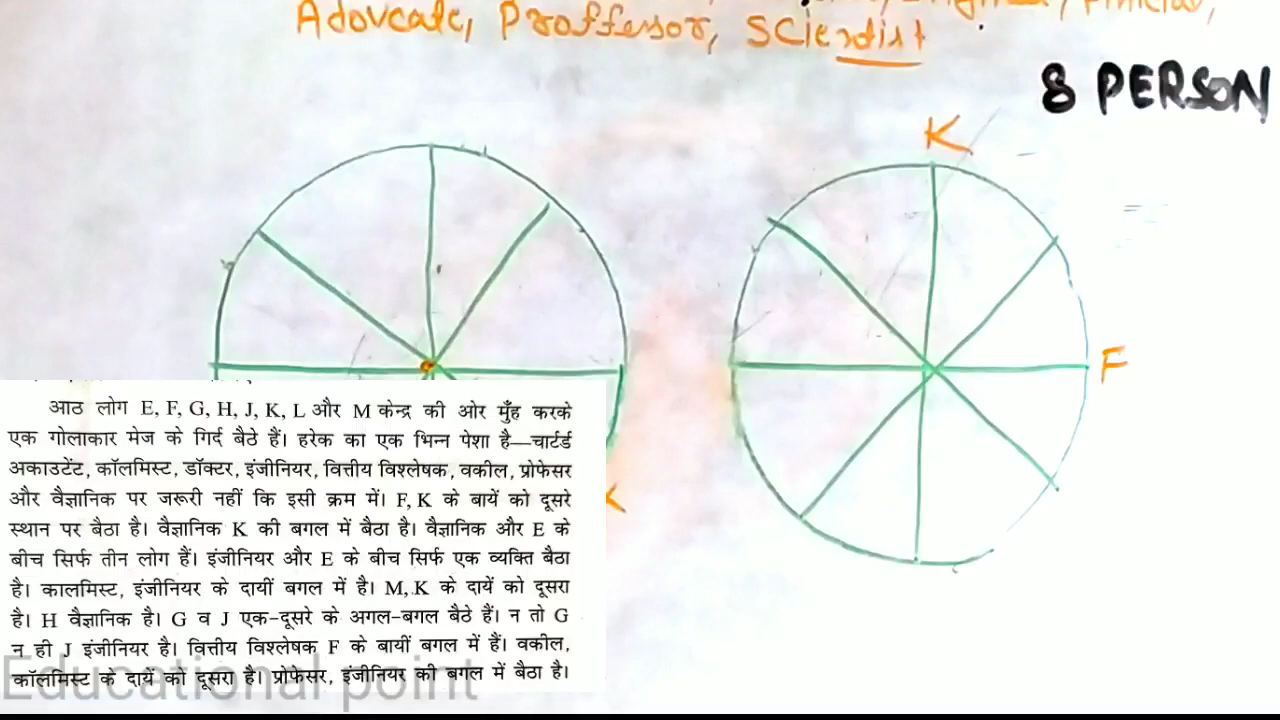 Adovcate, Proffersor, Scientist
8 PERSON
K
F
आठ लोग E, F, G, H, J, K, L और M केन्द्र की ओर मुँह करके
एक गोलाकार मेज के गिर्द बैठे हैं। हरेक का एक भिन्न पेशा है—चार्टर्ड
अकाउटेंट, कॉलमिस्ट, डॉक्टर, इंजीनियर, वित्तीय विश्लेषक, वकील, प्रोफेसर
और वैज्ञानिक पर जरूरी नहीं कि इसी क्रम में। F, K के बायें को दूसरे
स्थान पर बैठा है। वैज्ञानिक K की बगल में बैठा है। वैज्ञानिक और E के
बीच सिर्फ तीन लोग हैं। इंजीनियर और E के बीच सिर्फ एक व्यक्ति बैठा
है। कालमिस्ट, इंजीनियर के दायीं बगल में है। M, K के दायें को दूसरा
है। H वैज्ञानिक है। G व J एक-दूसरे के अगल-बगल बैठे हैं। न तो G
न ही J इंजीनियर है। वित्तीय विश्लेषक F के बायीं बगल में हैं। वकील,
कॉलमिस्ट के दायें को दूसरा है। प्रोफेसर, इंजीनियर की बगल में बैठा है।
Educational point